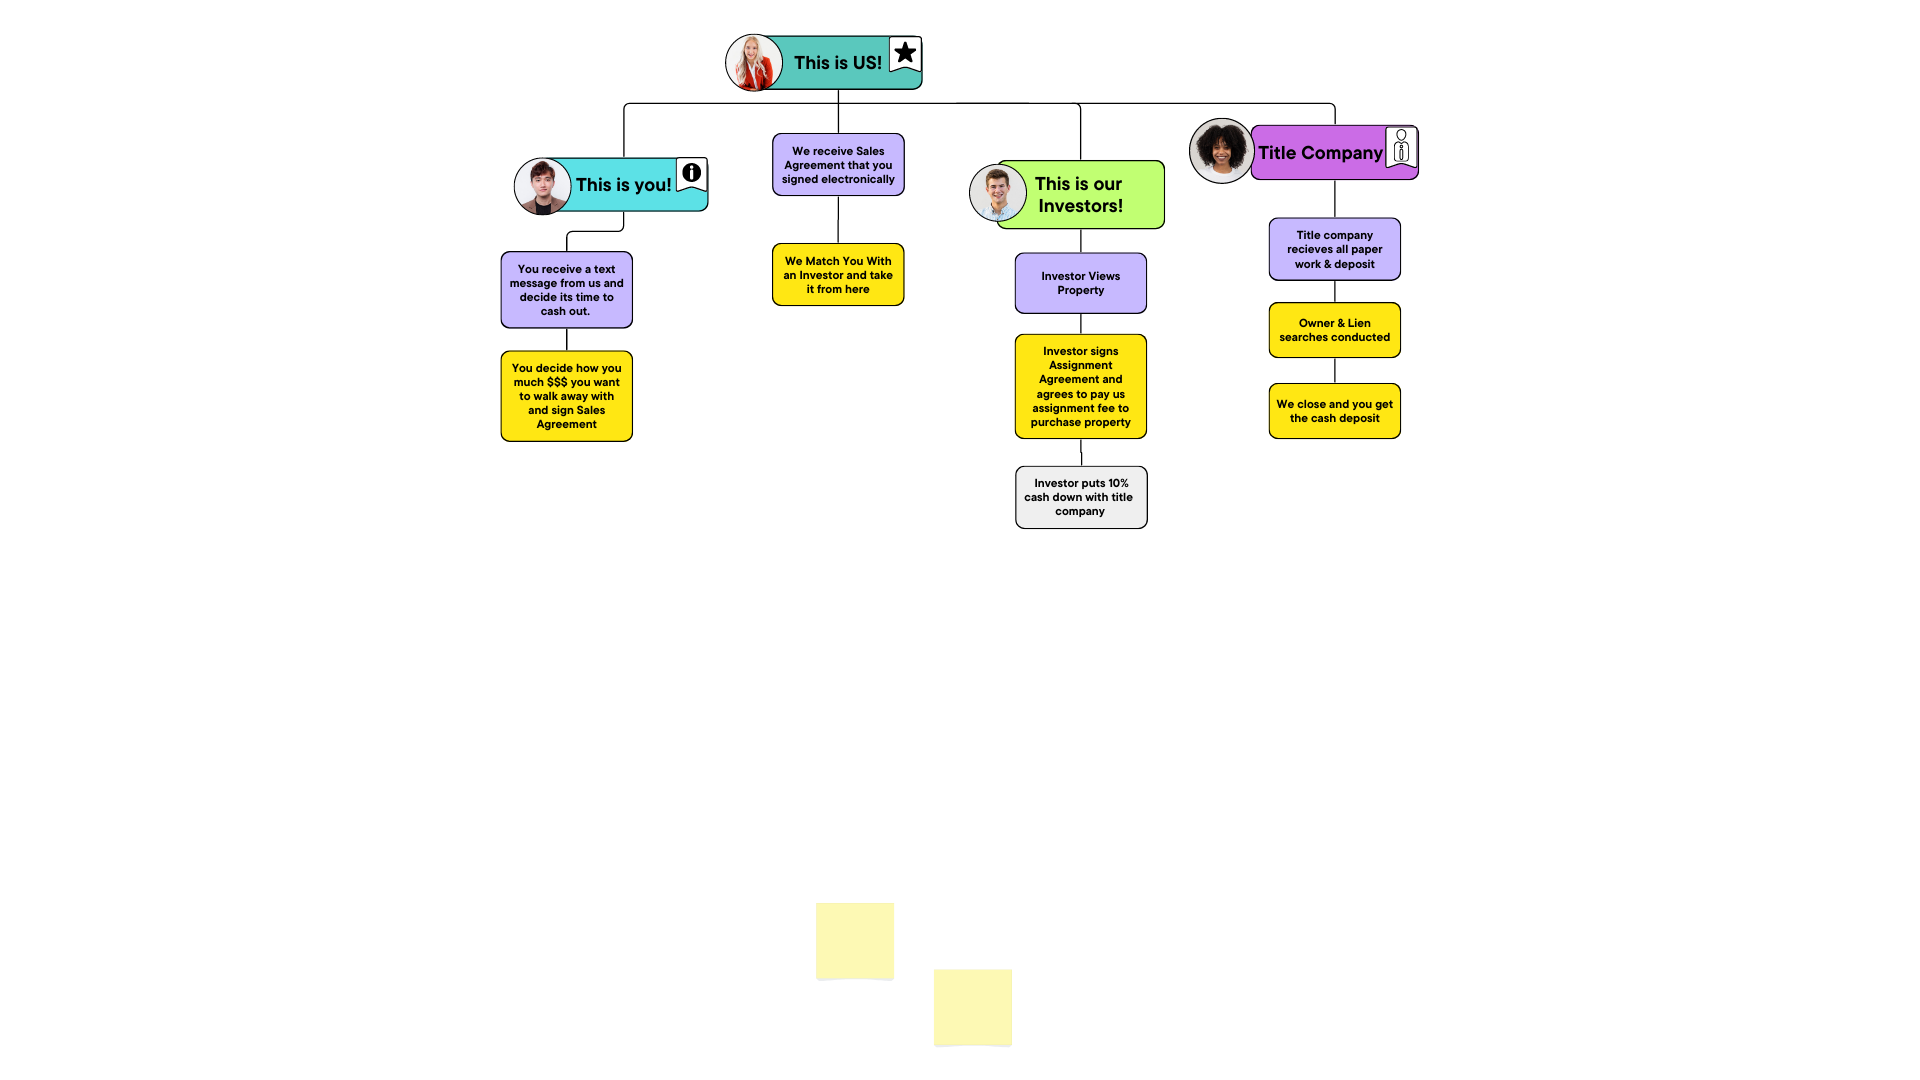 This is US!
This is you!
You receive a text
message from us and
decide its time to
cash out.
You decide how you
much $$$ you want
to walk away with
and sign Sales
Agreement
We receive Sales
Agreement that you
signed electronically
We Match You With
an Investor and take
it from here
This is our
Investors!
Investor Views
Property
Investor signs
Assignment
Agreement and
agrees to pay us
assignment fee to
purchase property
Investor puts 10%
cash down with title
company
Title Company
Title company
recieves all paper
work & deposit
Owner & Lien
searches conducted
We close and you get
the cash deposit